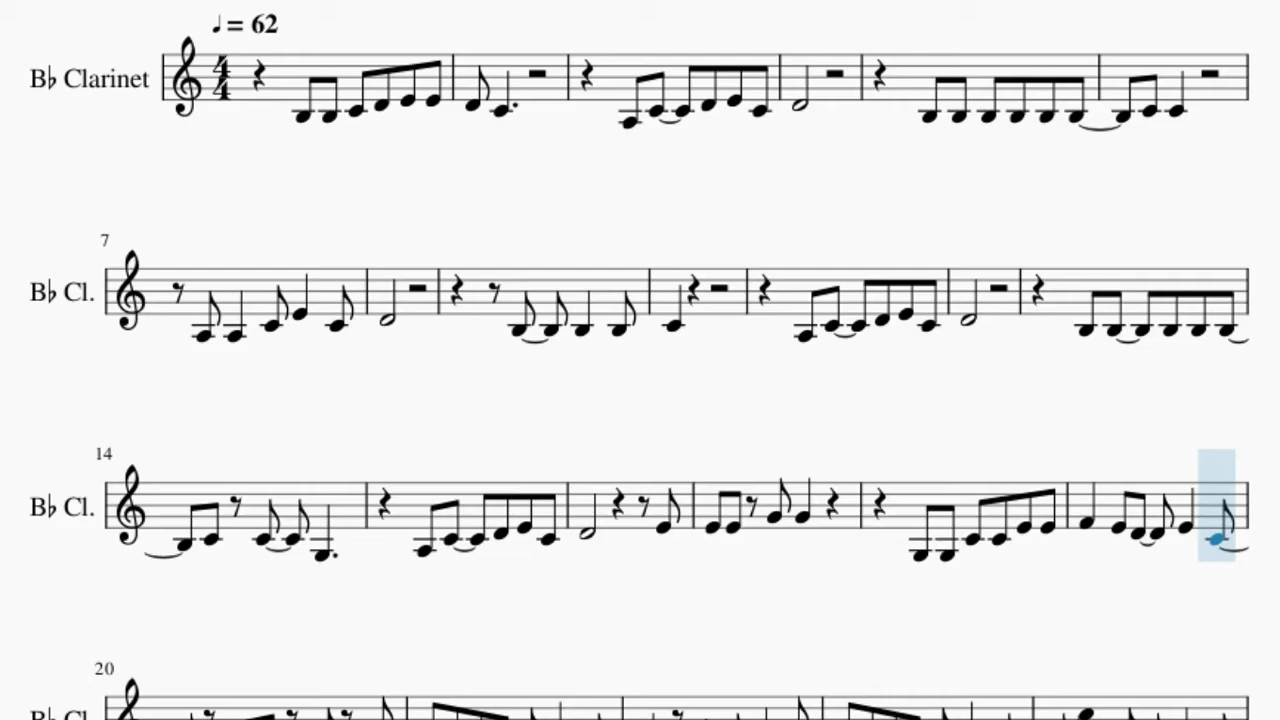 ♩ = 62
B♭ Clarinet
4
4
7
B♭ Cl.
14
B♭ Cl.
20
B♭ Cl.